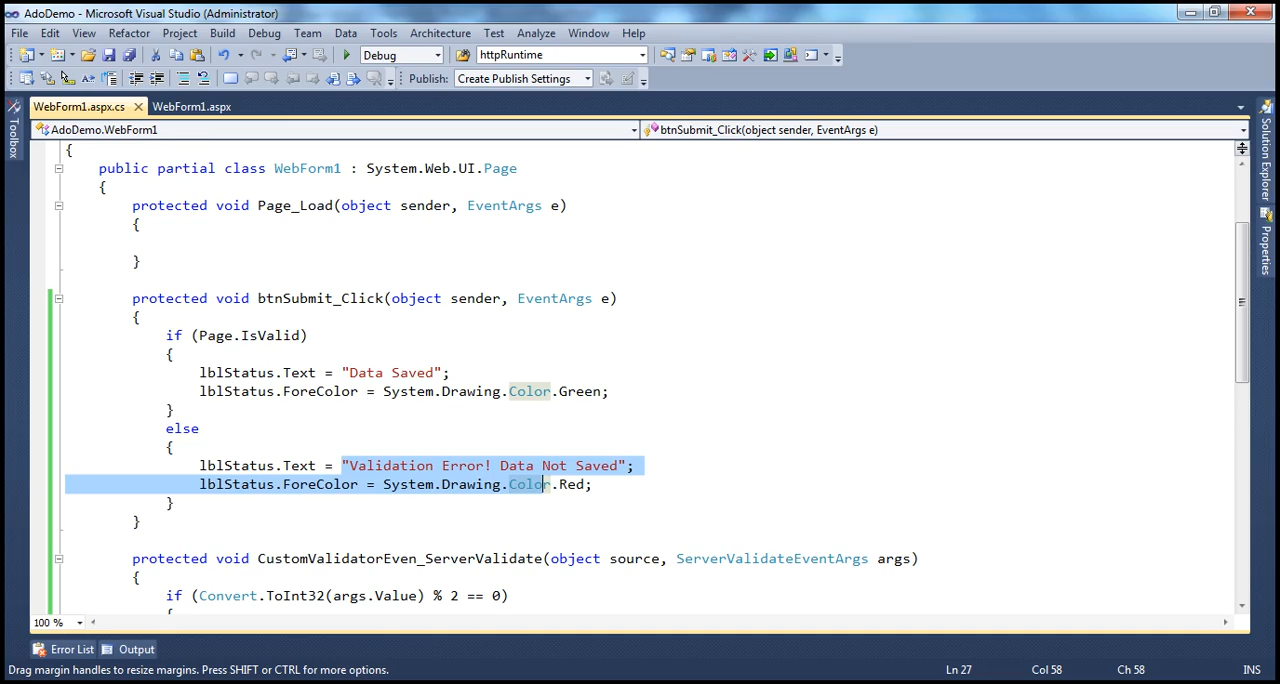 AdoDemo - Microsoft Visual Studio (Administrator)
File Edit View Refactor Project Build Debug Team Data Tools Architecture Test Analyze Window Help
Debug httpRuntime
Publish: Create Publish Settings
WebForm1.aspx.cs WebForm1.aspx
AdoDemo.WebForm1 btnSubmit_Click(object sender, EventArgs e)
Toolbox
Solution Explorer
Properties
{
public partial class WebForm1 : System.Web.UI.Page
{
protected void Page_Load(object sender, EventArgs e)
{
}
protected void btnSubmit_Click(object sender, EventArgs e)
{
if (Page.IsValid)
{
lblStatus.Text = "Data Saved";
lblStatus.ForeColor = System.Drawing.Color.Green;
}
else
{
lblStatus.Text = "Validation Error! Data Not Saved";
lblStatus.ForeColor = System.Drawing.Color.Red;
}
}
protected void CustomValidatorEven_ServerValidate(object source, ServerValidateEventArgs args)
{
if (Convert.ToInt32(args.Value) % 2 == 0)
{
100 %
Error List Output
Drag margin handles to resize margins. Press SHIFT or CTRL for more options. Ln 27 Col 58 Ch 58 INS